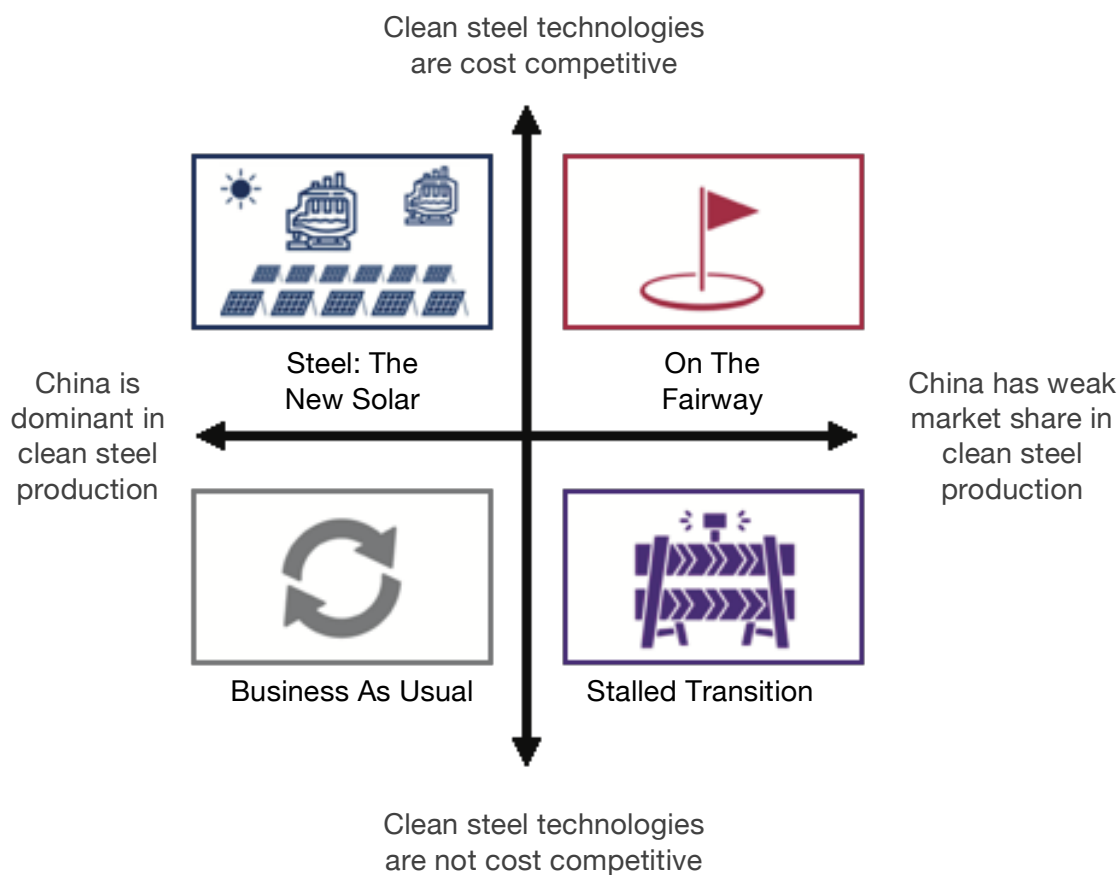 Clean steel technologies
are cost competitive
Steel: The
New Solar
On The
Fairway
China is
dominant in
clean steel
production
China has weak
market share in
clean steel
production
Business As Usual
Stalled Transition
Clean steel technologies
are not cost competitive